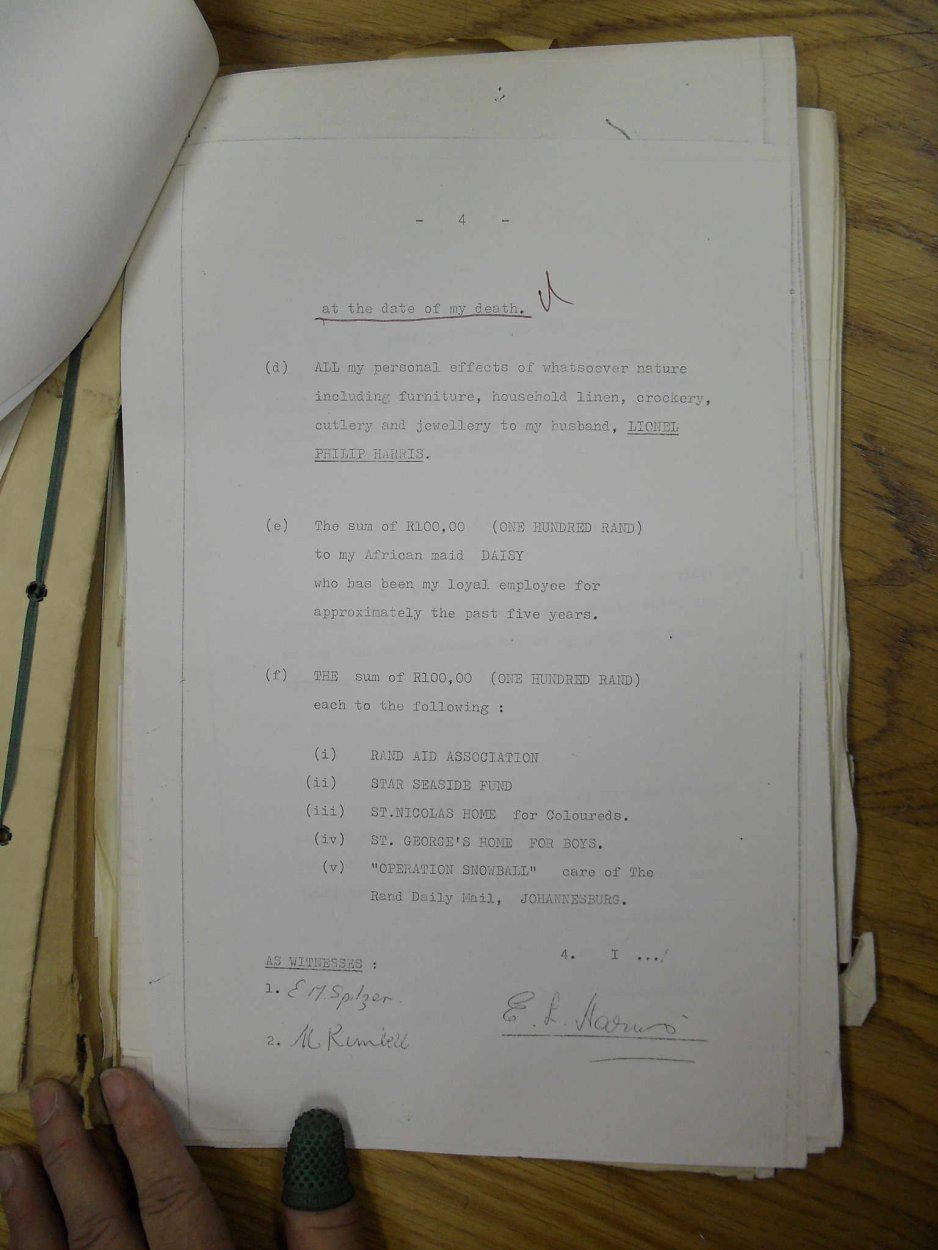 - 4 -
at the date of my death.
(d) ALL my personal effects of whatsoever nature
including furniture, household linen, crockery,
cutlery and jewellery to my husband, LIONEL
PHILIP HARRIS.
(e) The sum of R100,00 (ONE HUNDRED RAND)
to my African maid DAISY
who has been my loyal employee for
approximately the past five years.
(f) THE sum of R100,00 (ONE HUNDRED RAND)
each to the following :
(i) RAND AID ASSOCIATION
(ii) STAR SEASIDE FUND
(iii) ST.NICOLAS HOME for Coloureds.
(iv) ST. GEORGE'S HOME FOR BOYS.
(v) "OPERATION SNOWBALL" care of The
Rand Daily Mail, JOHANNESBURG.
4. I .../
AS WITNESSES :
1. E M. Spitzer.
E. L. Harris
2. M